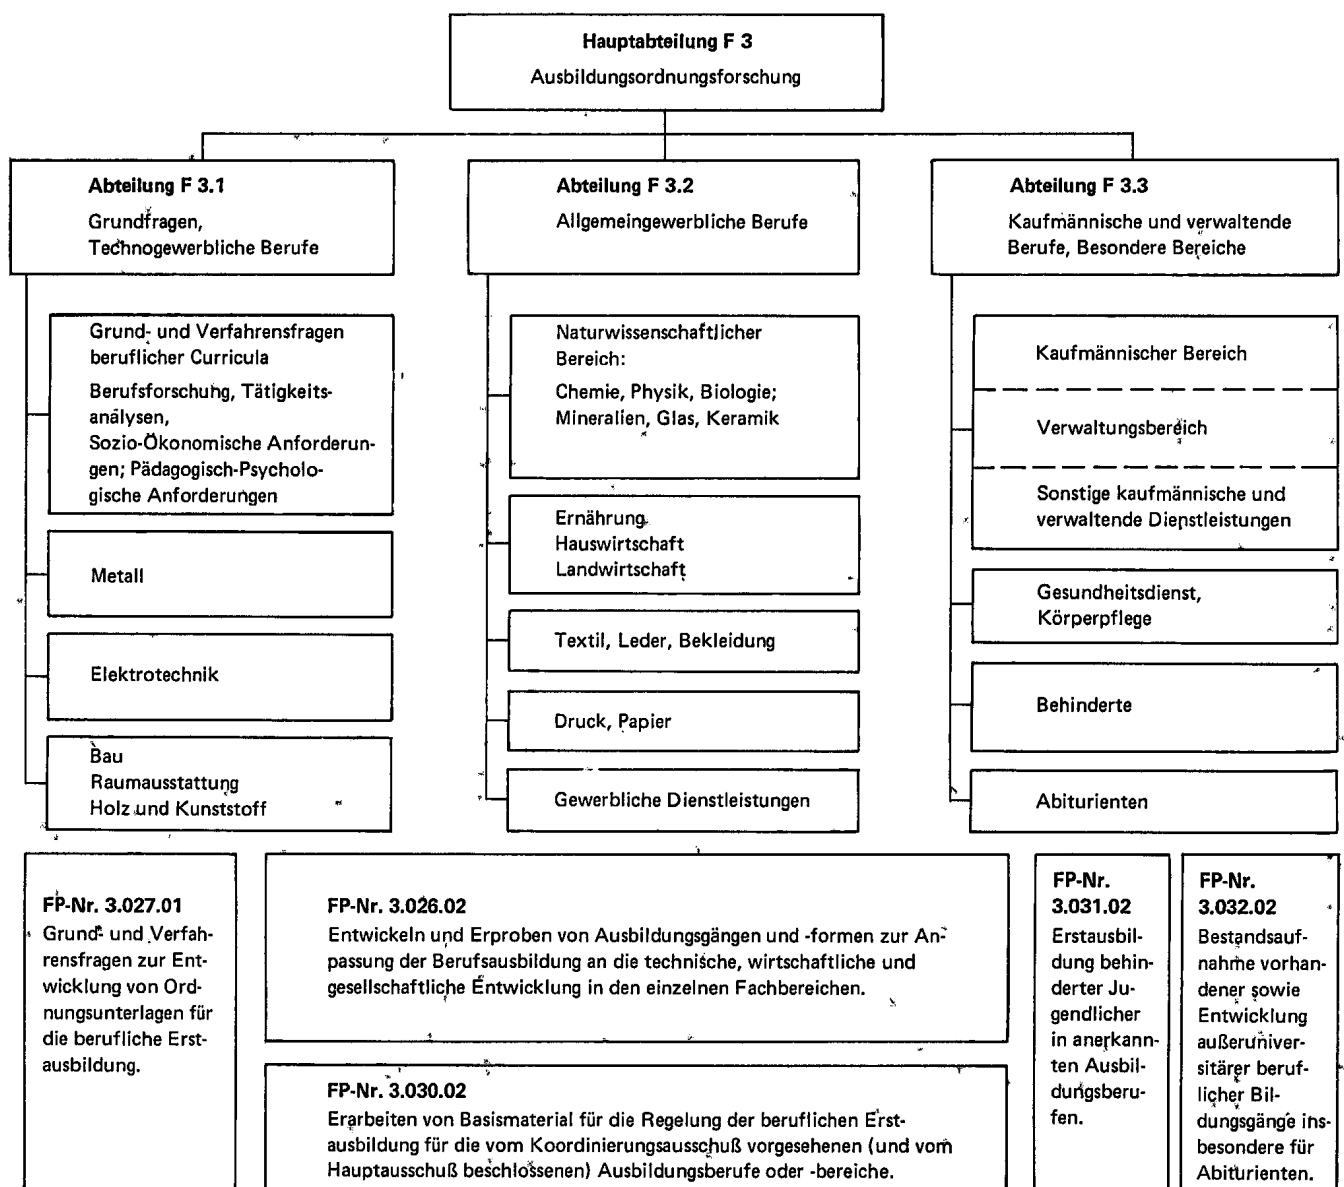 Hauptabteilung F 3
Ausbildungsordnungsforschung
Abteilung F 3.1
Grundfragen,
Technogewerbliche Berufe
Grund- und Verfahrensfragen
beruflicher Curricula
Berufsforschung, Tätigkeits-
analysen,
Sozio-Ökonomische Anforderun-
gen; Pädagogisch-Psycholo-
gische Anforderungen
Metall
Elektrotechnik
Bau
Raumausstattung
Holz und Kunststoff
Abteilung F 3.2
Allgemeingewerbliche Berufe
Naturwissenschaftlicher
Bereich:
Chemie, Physik, Biologie;
Mineralien, Glas, Keramik
Ernährung
Hauswirtschaft
Landwirtschaft
Textil, Leder, Bekleidung
Druck, Papier
Gewerbliche Dienstleistungen
Abteilung F 3.3
Kaufmännische und verwaltende
Berufe, Besondere Bereiche
Kaufmännischer Bereich
Verwaltungsbereich
Sonstige kaufmännische und
verwaltende Dienstleistungen
Gesundheitsdienst,
Körperpflege
Behinderte
Abiturienten
FP-Nr. 3.027.01
Grund- und Verfah-
rensfragen zur Ent-
wicklung von Ord-
nungsunterlagen für
die berufliche Erst-
ausbildung.
FP-Nr. 3.026.02
Entwickeln und Erproben von Ausbildungsgängen und -formen zur An-
passung der Berufsausbildung an die technische, wirtschaftliche und
gesellschaftliche Entwicklung in den einzelnen Fachbereichen.
FP-Nr. 3.030.02
Erarbeiten von Basismaterial für die Regelung der beruflichen Erst-
ausbildung für die vom Koordinierungsausschuß vorgesehenen (und vom
Hauptausschuß beschlossenen) Ausbildungsberufe oder -bereiche.
FP-Nr.
3.031.02
Erstausbil-
dung behin-
derter Ju-
gendlicher
in anerkann-
ten Ausbil-
dungsberu-
fen.
FP-Nr.
3.032.02
Bestandsauf-
nahme vorhan-
dener sowie
Entwicklung
außeruniver-
sitärer beruf-
licher Bil-
dungsgänge ins-
besondere für
Abiturienten.